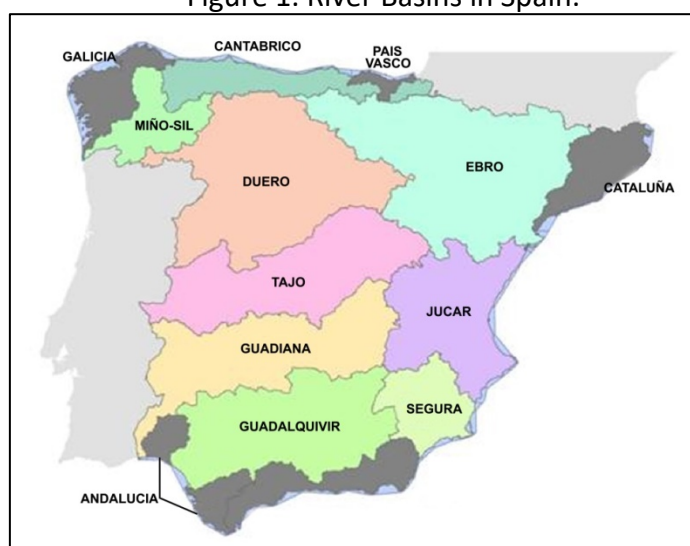 Figure 1. River Basins in Spain.
GALICIA
CANTABRICO
PAIS
VASCO
MIÑO-SIL
DUERO
EBRO
CATALUÑA
TAJO
JUCAR
GUADIANA
SEGURA
GUADALQUIVIR
ANDALUCIA